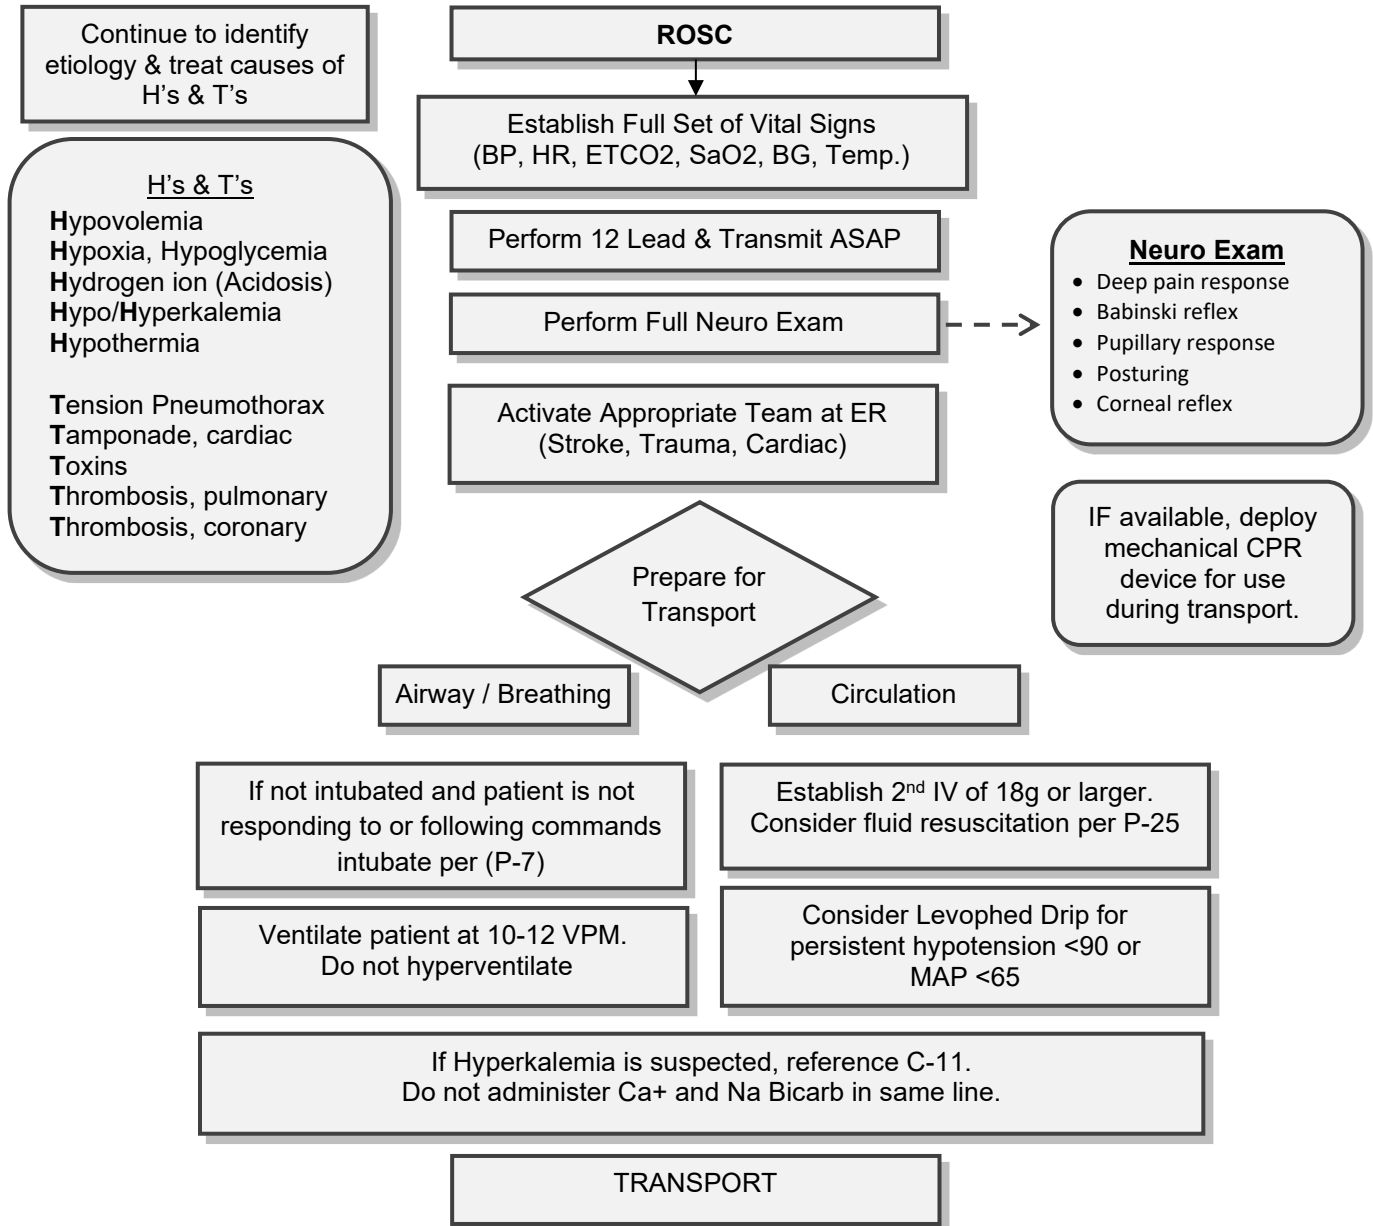 Continue to identify
etiology & treat causes of
H's & T's
ROSC
Establish Full Set of Vital Signs
(BP, HR, ETCO2, SaO2, BG, Temp.)
H's & T's
Hypovolemia
Hypoxia, Hypoglycemia
Hydrogen ion (Acidosis)
Hypo/Hyperkalemia
Hypothermia
Tension Pneumothorax
Tamponade, cardiac
Toxins
Thrombosis, pulmonary
Thrombosis, coronary
Perform 12 Lead & Transmit ASAP
Perform Full Neuro Exam
Neuro Exam
• Deep pain response
• Babinski reflex
• Pupillary response
• Posturing
• Corneal reflex
Activate Appropriate Team at ER
(Stroke, Trauma, Cardiac)
IF available, deploy
mechanical CPR
device for use
during transport.
Prepare for
Transport
Airway / Breathing
Circulation
If not intubated and patient is not
responding to or following commands
intubate per (P-7)
Establish 2nd IV of 18g or larger.
Consider fluid resuscitation per P-25
Ventilate patient at 10-12 VPM.
Do not hyperventilate
Consider Levophed Drip for
persistent hypotension <90 or
MAP <65
If Hyperkalemia is suspected, reference C-11.
Do not administer Ca+ and Na Bicarb in same line.
TRANSPORT